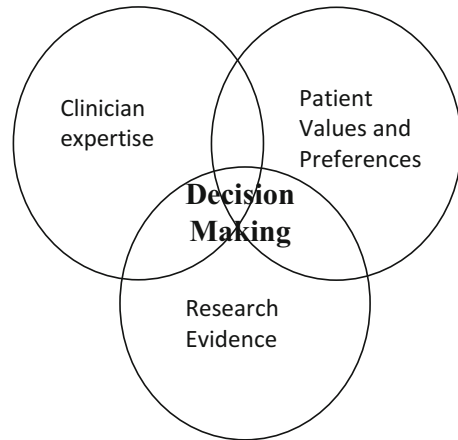 Clinician
expertise
Patient
Values and
Preferences
Decision
Making
Research
Evidence